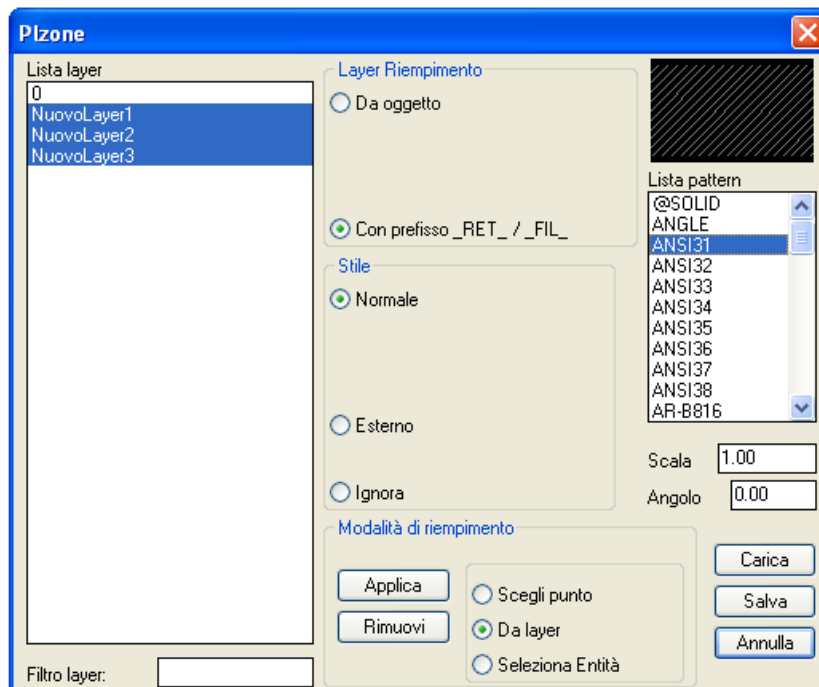 Plzone
Lista layer
0
NuovoLayer1
NuovoLayer2
NuovoLayer3
Filtro layer:
Layer Riempimento
Da oggetto
Con prefisso _RET_ / _FIL_
Stile
Normale
Esterno
Ignora
Modalità di riempimento
Applica
Rimuovi
Scegli punto
Da layer
Seleziona Entità
Lista pattern
@SOLID
ANGLE
ANSI31
ANSI32
ANSI33
ANSI34
ANSI35
ANSI36
ANSI37
ANSI38
AR-B816
Scala 1.00
Angolo 0.00
Carica
Salva
Annulla